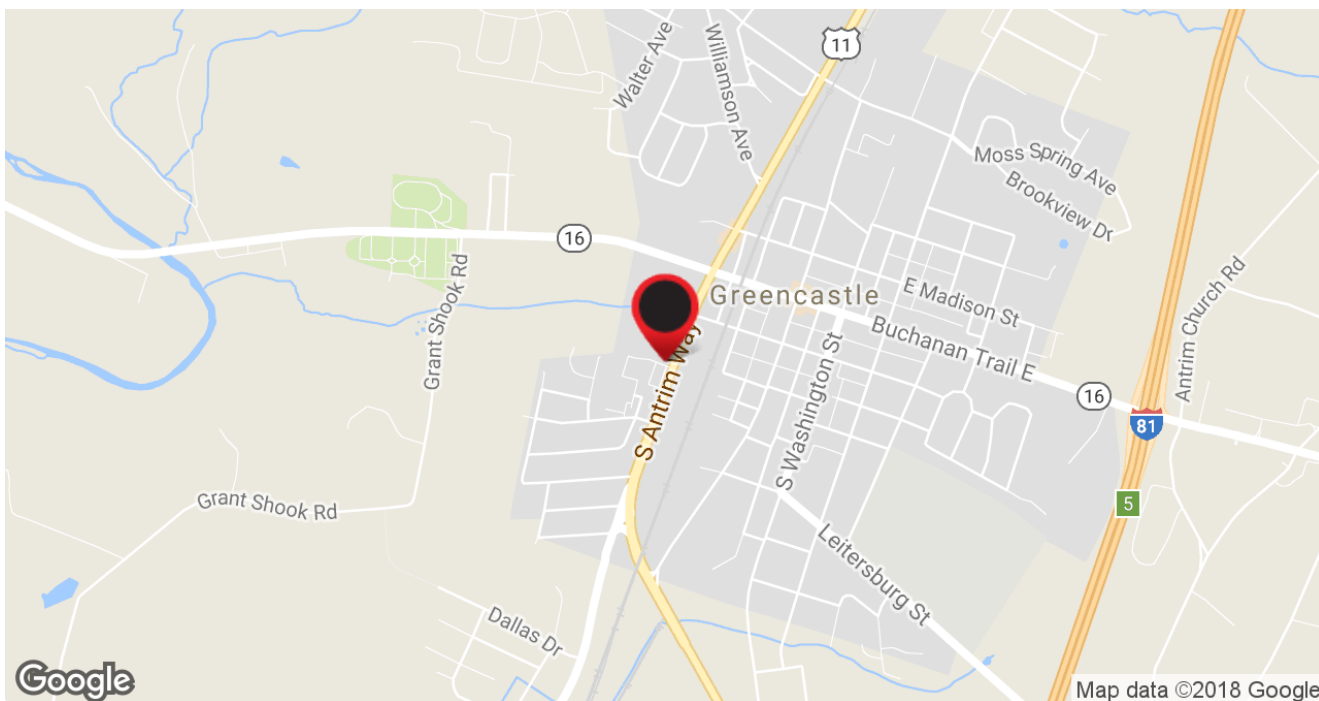 11
Walter Ave
Williamson Ave
Moss Spring Ave
Brookview Dr
16
Grant Shook Rd
Greencastle
E Madison St
Antrim Church Rd
Buchanan Trail E
S Antrim Way
S Washington St
16
81
5
Grant Shook Rd
Leitersburg St
Dallas Dr
Google
Map data ©2018 Google